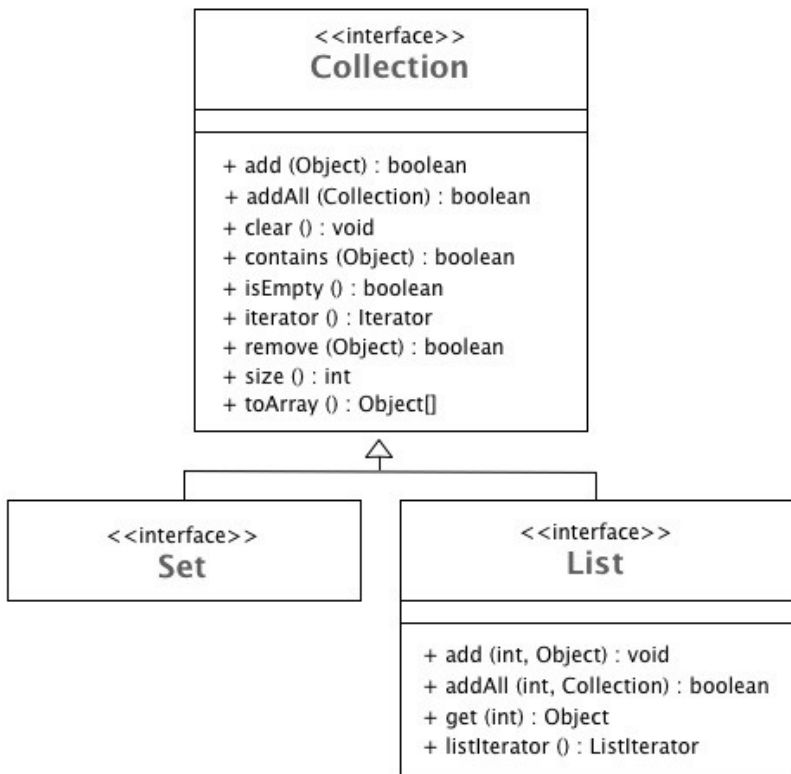 <<interface>>
Collection
+ add (Object) : boolean
+ addAll (Collection) : boolean
+ clear () : void
+ contains (Object) : boolean
+ isEmpty () : boolean
+ iterator () : Iterator
+ remove (Object) : boolean
+ size () : int
+ toArray () : Object[]
<<interface>>
Set
<<interface>>
List
+ add (int, Object) : void
+ addAll (int, Collection) : boolean
+ get (int) : Object
+ listIterator () : ListIterator